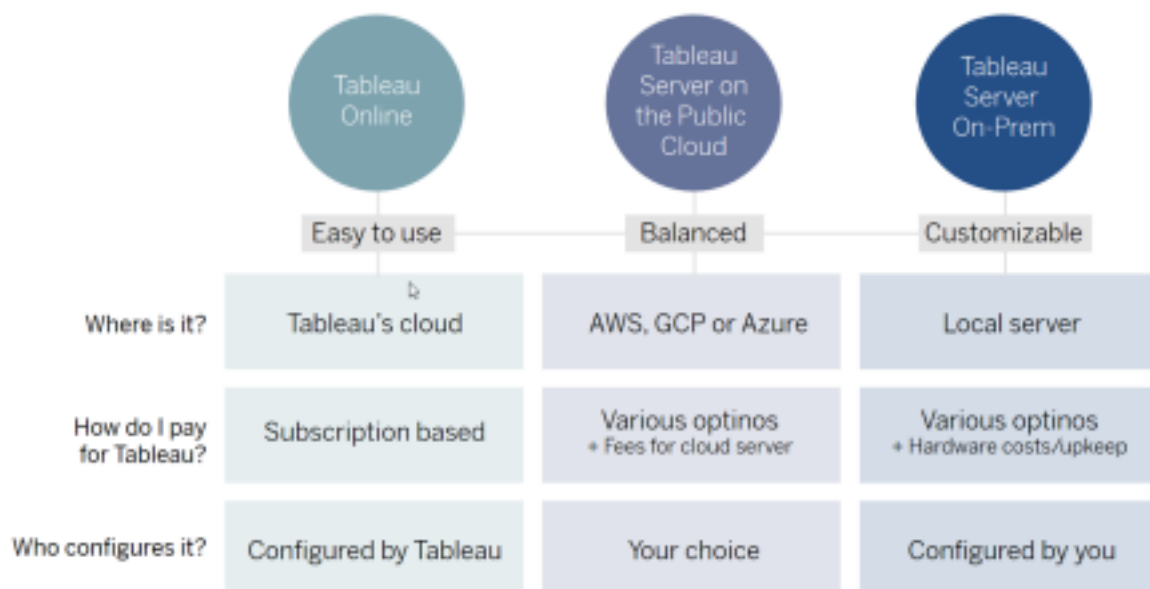 Tableau
Online
Tableau
Server on
the Public
Cloud
Tableau
Server
On-Prem
Easy to use
Balanced
Customizable
Where is it?
Tableau's cloud
AWS, GCP or Azure
Local server
How do I pay
for Tableau?
Subscription based
Various optinos
+ Fees for cloud server
Various optinos
+ Hardware costs/upkeep
Who configures it?
Configured by Tableau
Your choice
Configured by you